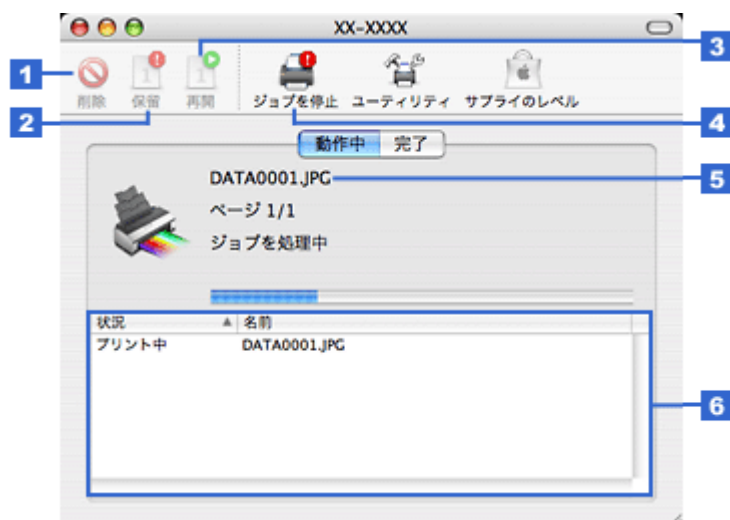 XX-XXXX
3
1
削除 保留 再開 ジョブを停止 ユーティリティ サプライのレベル
2
4
動作中 完了
DATA0001.JPG
5
ページ 1/1
ジョブを処理中
状況 名前
プリント中 DATA0001.JPG
6